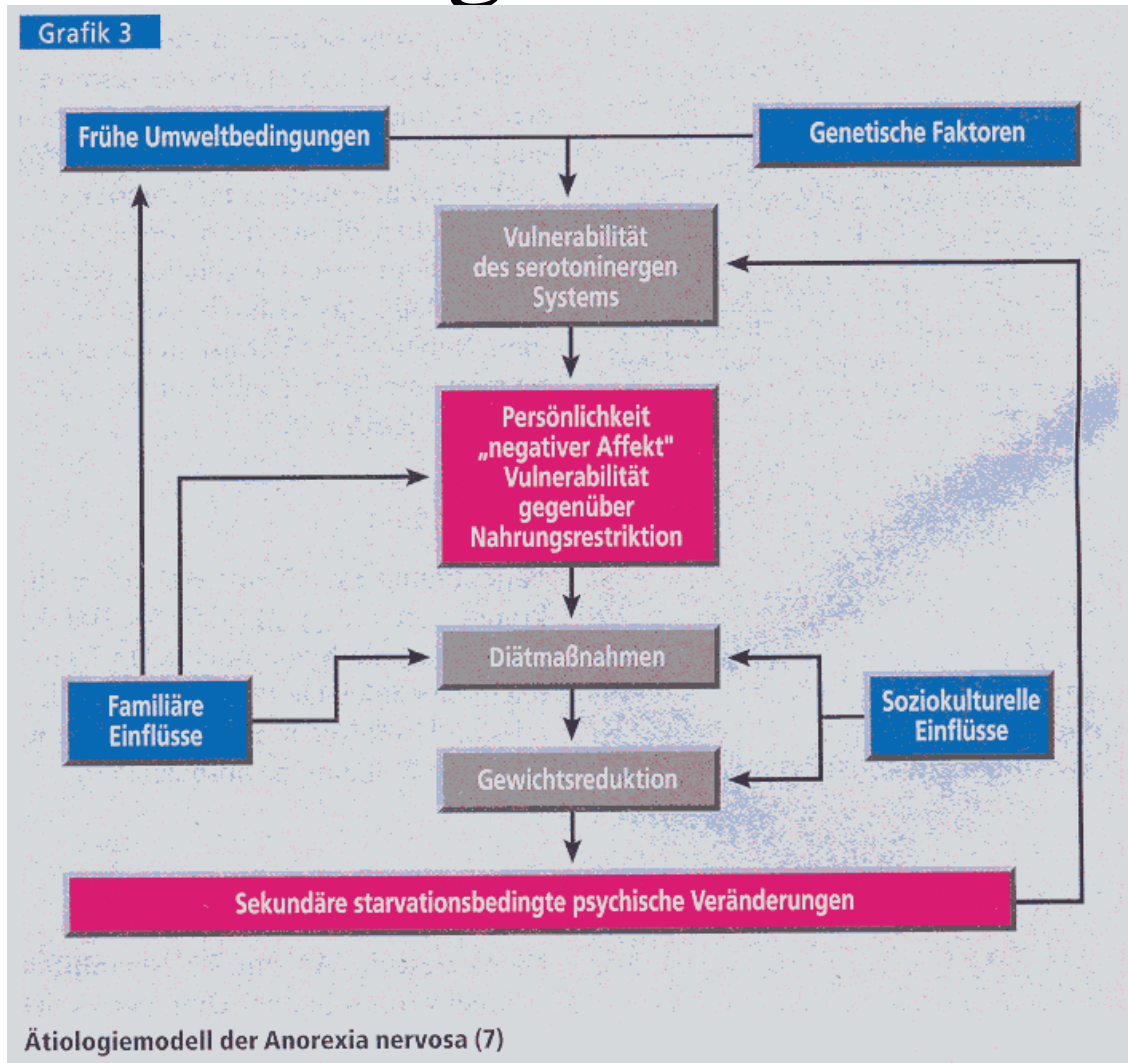 Grafik 3
Frühe Umweltbedingungen
Genetische Faktoren
Vulnerabilität
des serotoninergen
Systems
Persönlichkeit
„negativer Affekt"
Vulnerabilität
gegenüber
Nahrungsrestriktion
Diätmaßnahmen
Familiäre
Einflüsse
Soziokulturelle
Einflüsse
Gewichtsreduktion
Sekundäre starvationsbedingte psychische Veränderungen
Ätiologiemodell der Anorexia nervosa (7)